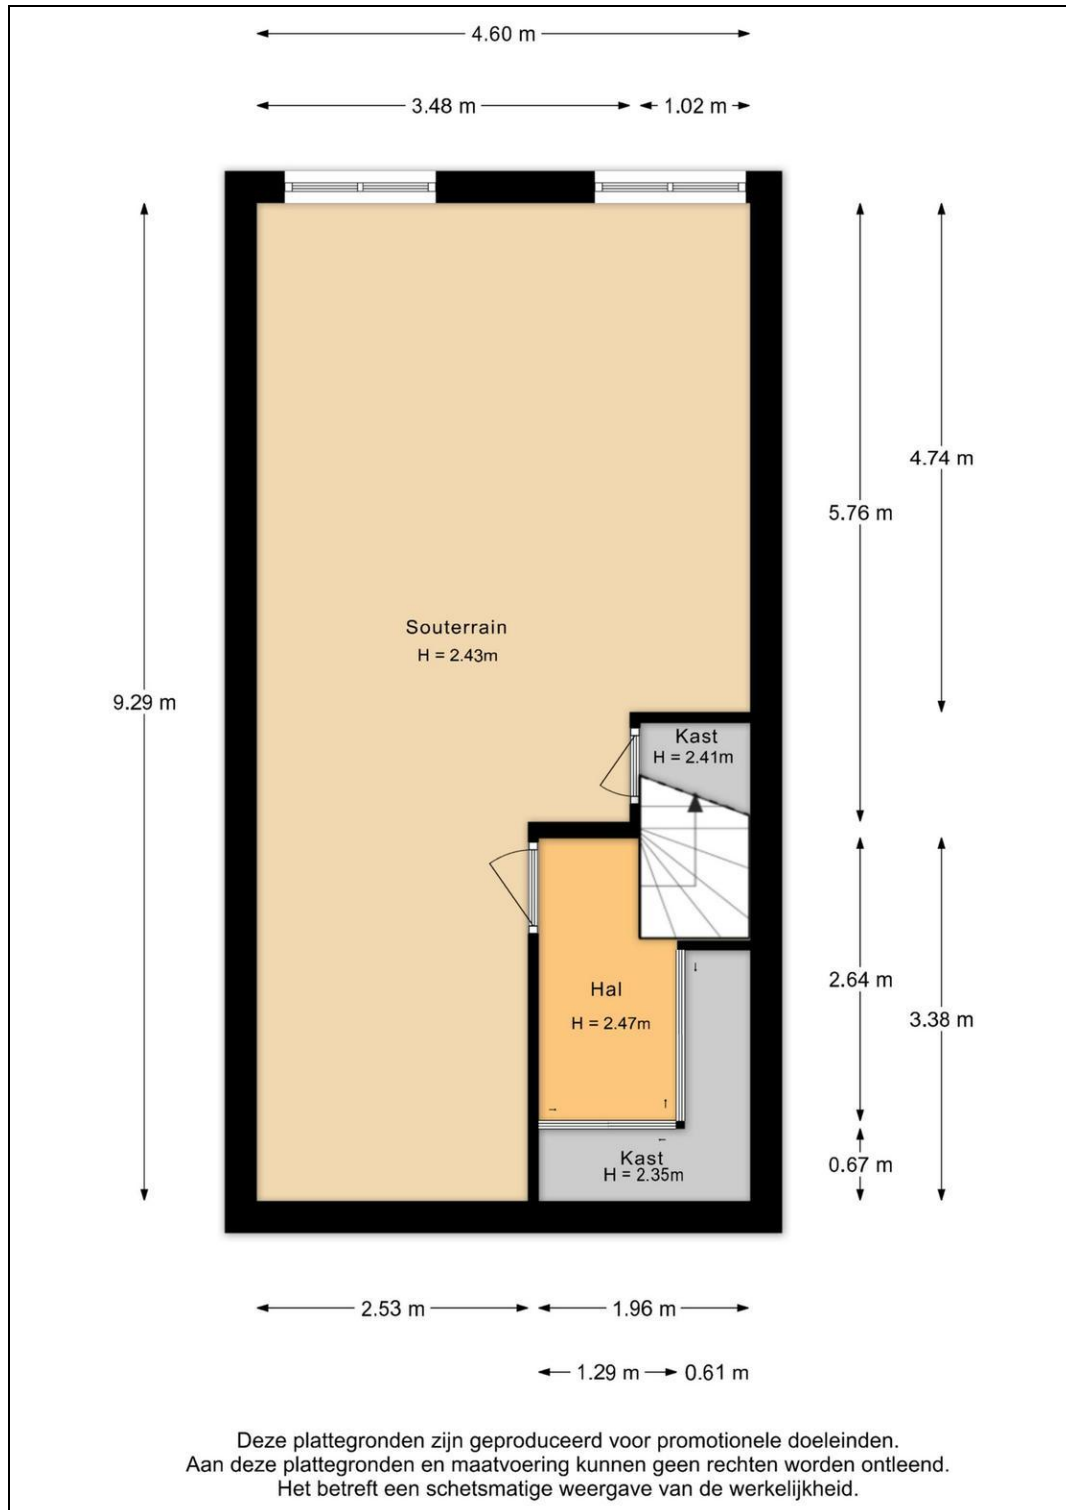 4.60 m
3.48 m
1.02 m
4.74 m
5.76 m
Souterrain
H = 2.43m
9.29 m
Kast
H = 2.41m
Hal
H = 2.47m
2.64 m
3.38 m
Kast
H = 2.35m
0.67 m
2.53 m
1.96 m
1.29 m
0.61 m
Deze plattegronden zijn geproduceerd voor promotionele doeleinden.
Aan deze plattegronden en maatvoering kunnen geen rechten worden ontleend.
Het betreft een schetsmatige weergave van de werkelijkheid.